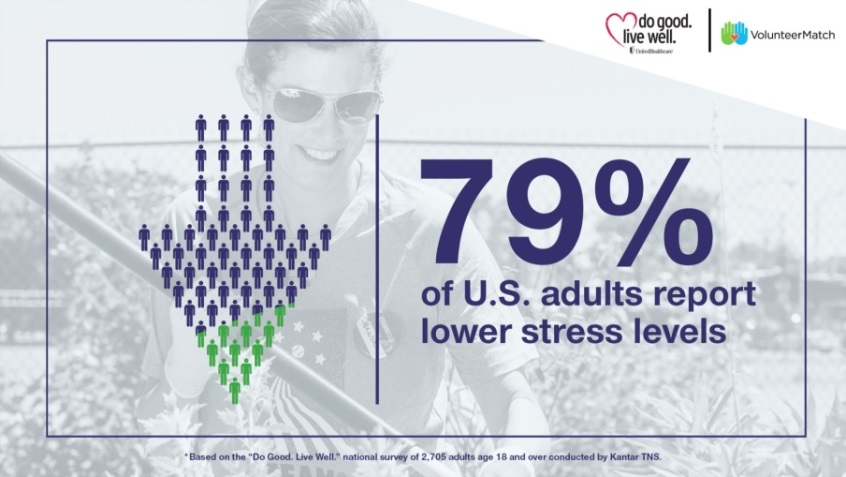 do good.
live well.
UnitedHealthcare
VolunteerMatch
79%
of U.S. adults report
lower stress levels
*Based on the “Do Good. Live Well.” national survey of 2,705 adults age 18 and over conducted by Kantar TNS.